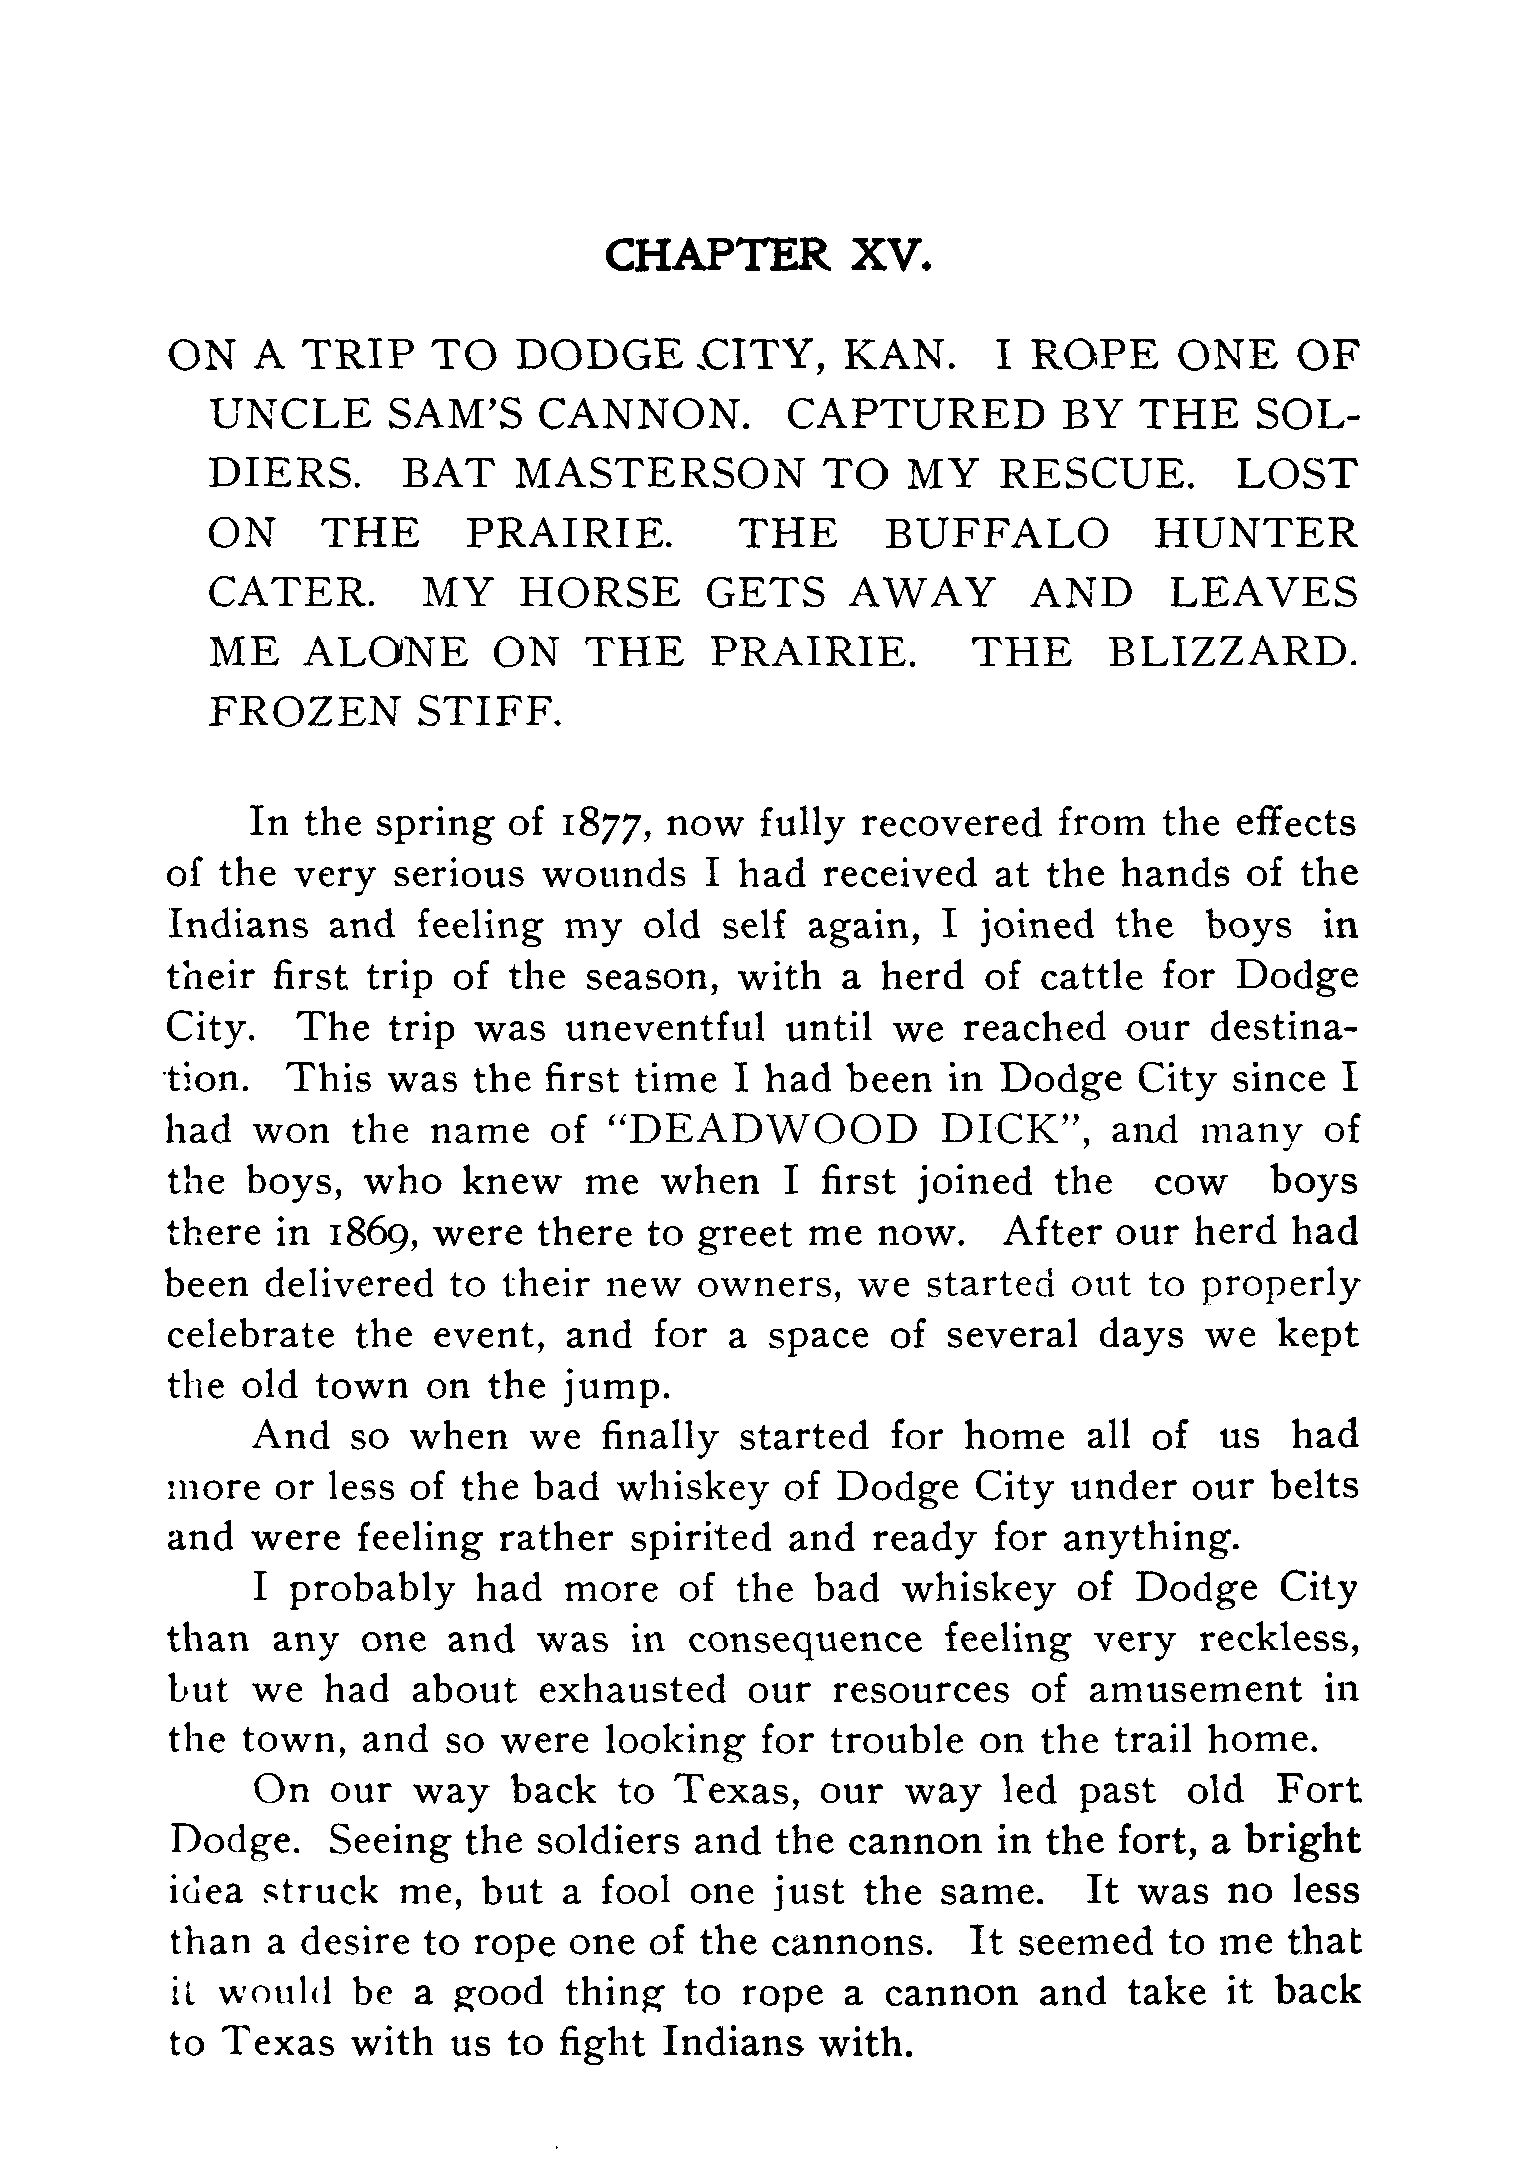 CHAPTER XV.
ON A TRIP TO DODGE CITY, KAN. I ROPE ONE OF
UNCLE SAM'S CANNON. CAPTURED BY THE SOL-
DIERS. BAT MASTERSON TO MY RESCUE. LOST
ON THE PRAIRIE. THE BUFFALO HUNTER
CATER. MY HORSE GETS AWAY AND LEAVES
ME ALONE ON THE PRAIRIE. THE BLIZZARD.
FROZEN STIFF.
In the spring of 1877, now fully recovered from the effects
of the very serious wounds I had received at the hands of the
Indians and feeling my old self again, I joined the boys in
their first trip of the season, with a herd of cattle for Dodge
City. The trip was uneventful until we reached our destina-
tion. This was the first time I had been in Dodge City since I
had won the name of "DEADWOOD DICK", and many of
the boys, who knew me when I first joined the cow boys
there in 1869, were there to greet me now. After our herd had
been delivered to their new owners, we started out to properly
celebrate the event, and for a space of several days we kept
the old town on the jump.
And so when we finally started for home all of us had
more or less of the bad whiskey of Dodge City under our belts
and were feeling rather spirited and ready for anything.
I probably had more of the bad whiskey of Dodge City
than any one and was in consequence feeling very reckless,
but we had about exhausted our resources of amusement in
the town, and so were looking for trouble on the trail home.
On our way back to Texas, our way led past old Fort
Dodge. Seeing the soldiers and the cannon in the fort, a bright
idea struck me, but a fool one just the same. It was no less
than a desire to rope one of the cannons. It seemed to me that
it would be a good thing to rope a cannon and take it back
to Texas with us to fight Indians with.